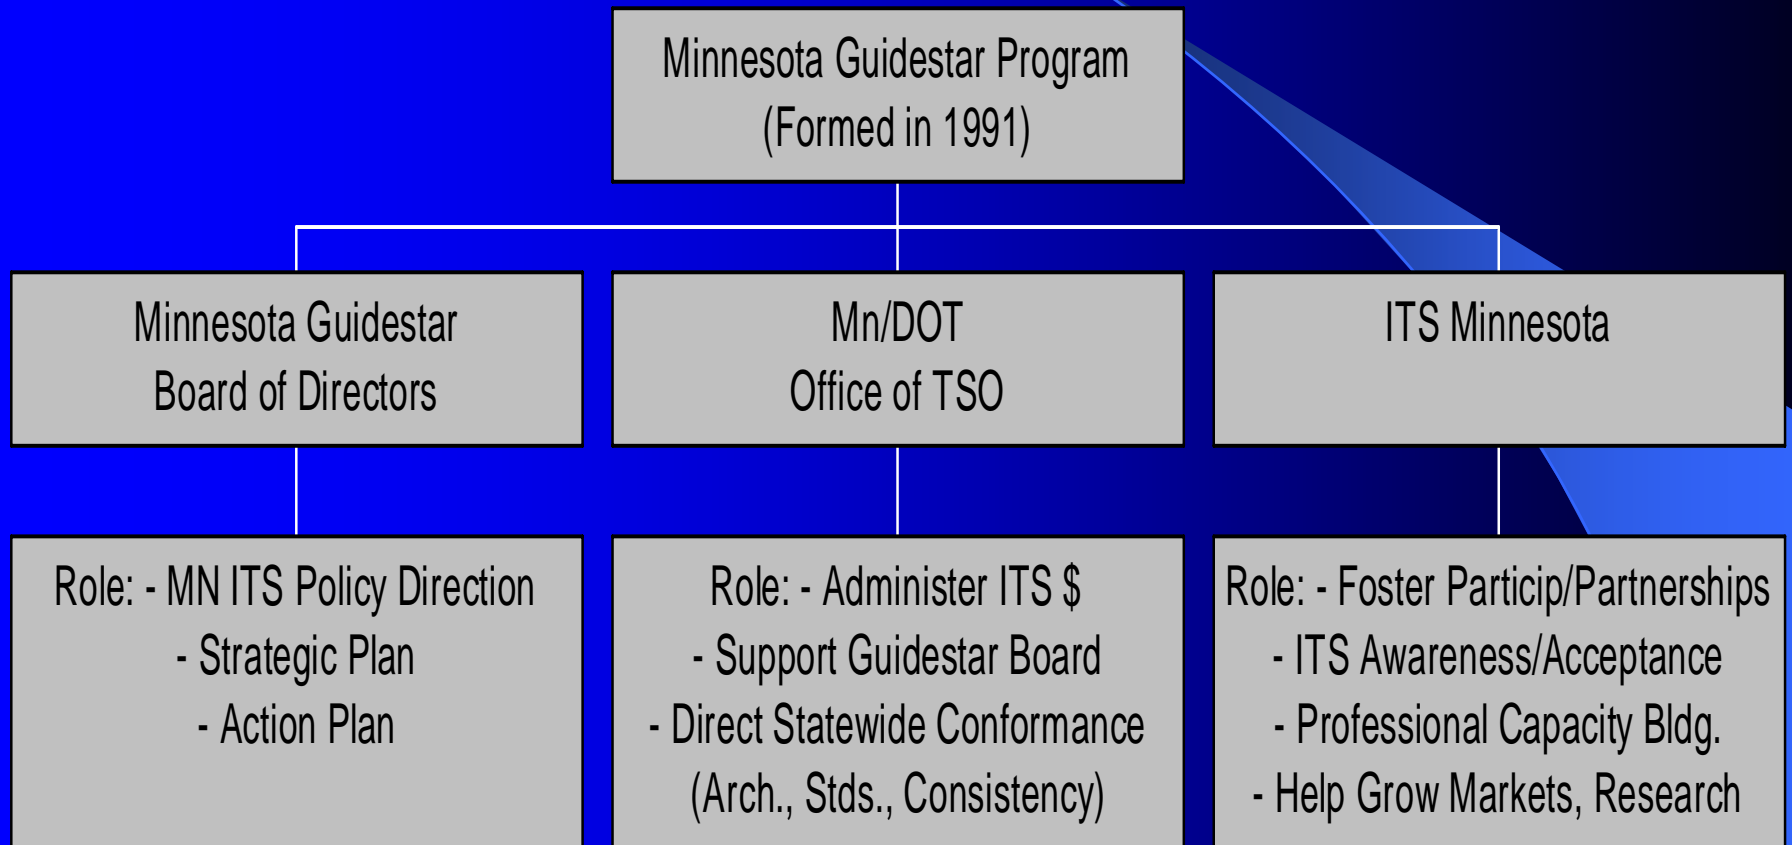 Minnesota Guidestar Program
(Formed in 1991)
Minnesota Guidestar
Board of Directors
Mn/DOT
Office of TSO
ITS Minnesota
Role: - MN ITS Policy Direction
- Strategic Plan
- Action Plan
Role: - Administer ITS $
- Support Guidestar Board
- Direct Statewide Conformance
(Arch., Stds., Consistency)
Role: - Foster Particip/Partnerships
- ITS Awareness/Acceptance
- Professional Capacity Bldg.
- Help Grow Markets, Research